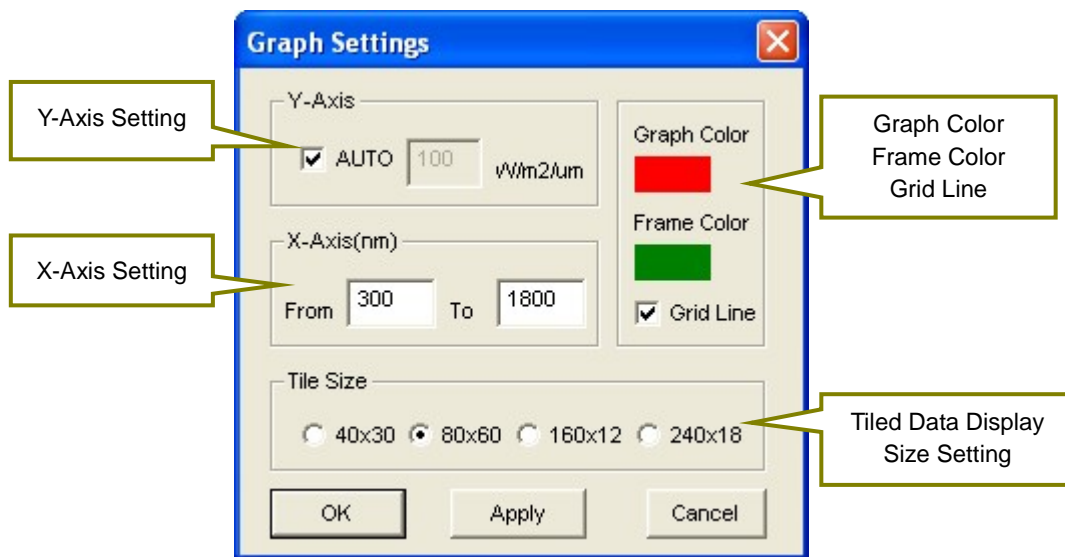 Graph Settings
Y-Axis Setting
Y-Axis
AUTO
100
W/m2/um
X-Axis Setting
X-Axis(nm)
From
300
To
1800
Graph Color
Frame Color
Grid Line
Graph Color
Frame Color
Grid Line
Tile Size
40x30
80x60
160x12
240x18
Tiled Data Display
Size Setting
OK
Apply
Cancel